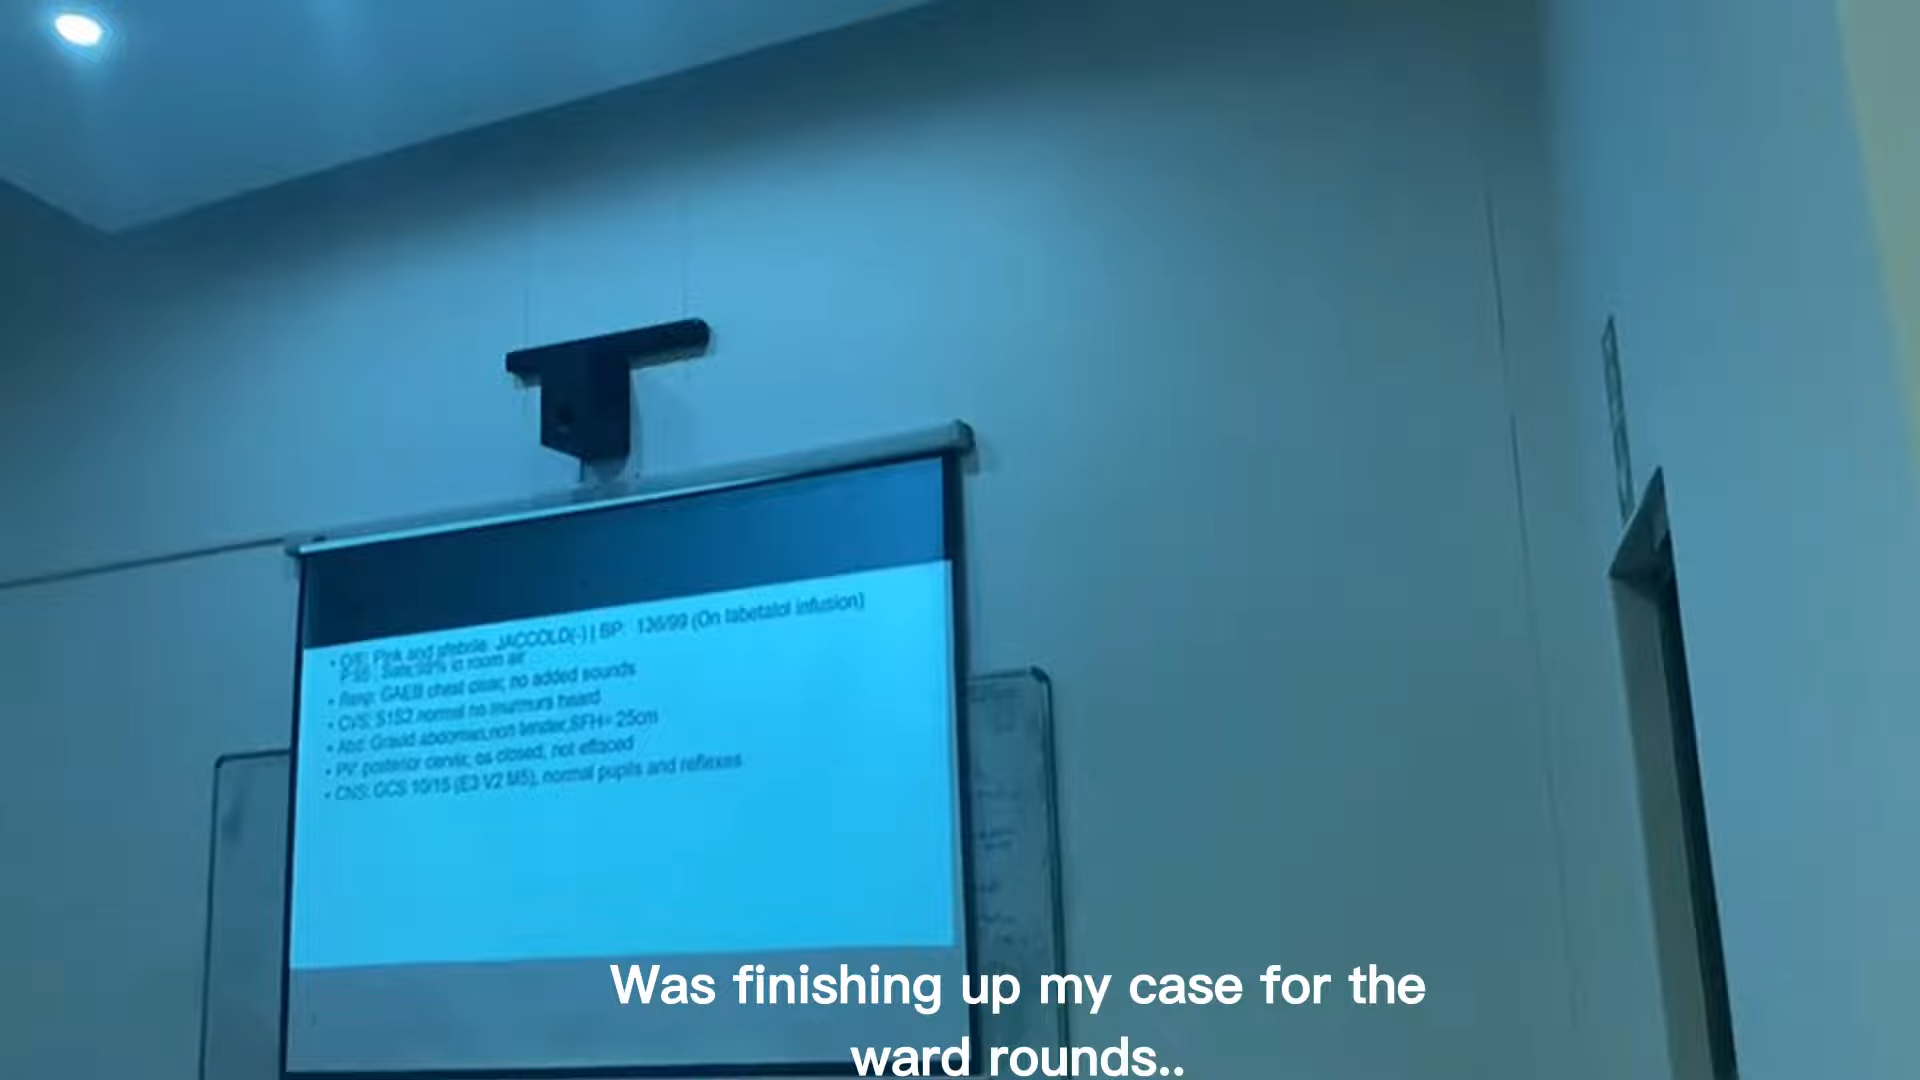 • O/E: Pink and afebrile. JACCOLD(-) | BP: 136/99 (On labetalol infusion)
in room air
• Resp: GAEB chest clear, no added sounds
• CVS: S1S2 normal no murmurs heard
• Abd: Gravid abdomen,non tender,SFH= 25cm
• PV: posterior cervix, os closed, not effaced
• CNS: GCS 10/15 (E3 V2 M5), normal pupils and reflexes
Was finishing up my case for the
ward rounds..